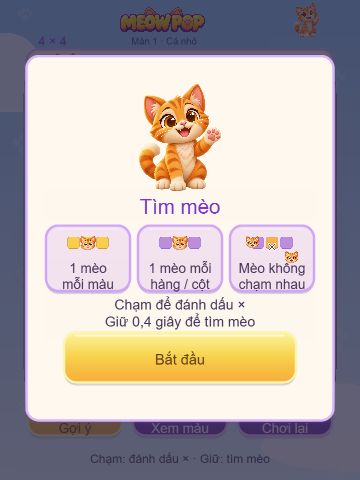 MEOW POP
4 × 4
Màn 1 · Cá nhỏ
Tìm mèo
1 mèo
mỗi màu
1 mèo mỗi
hàng / cột
Mèo không
chạm nhau
Chạm để đánh dấu ×
Giữ 0,4 giây để tìm mèo
Bắt đầu
Gợi ý
Xem mẫu
Chơi lại
Chạm: đánh dấu × · Giữ: tìm mèo